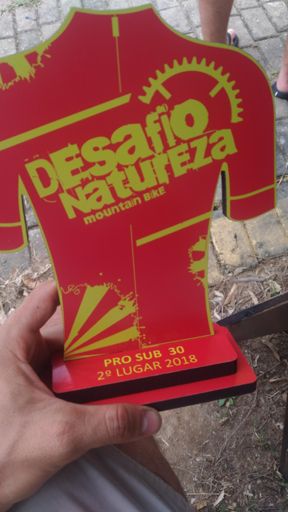 DESAFIO
NATUREZA
MOUNTAIN BIKE
PRO SUB 30
2º LUGAR 2018